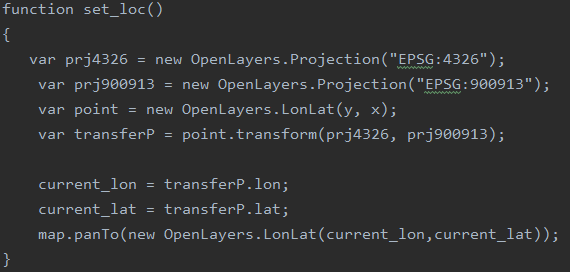 function set_loc()
{
var prj4326 = new OpenLayers.Projection("EPSG:4326");
var prj900913 = new OpenLayers.Projection("EPSG:900913");
var point = new OpenLayers.LonLat(y, x);
var transferP = point.transform(prj4326, prj900913);
current_lon = transferP.lon;
current_lat = transferP.lat;
map.panTo(new OpenLayers.LonLat(current_lon,current_lat));
}